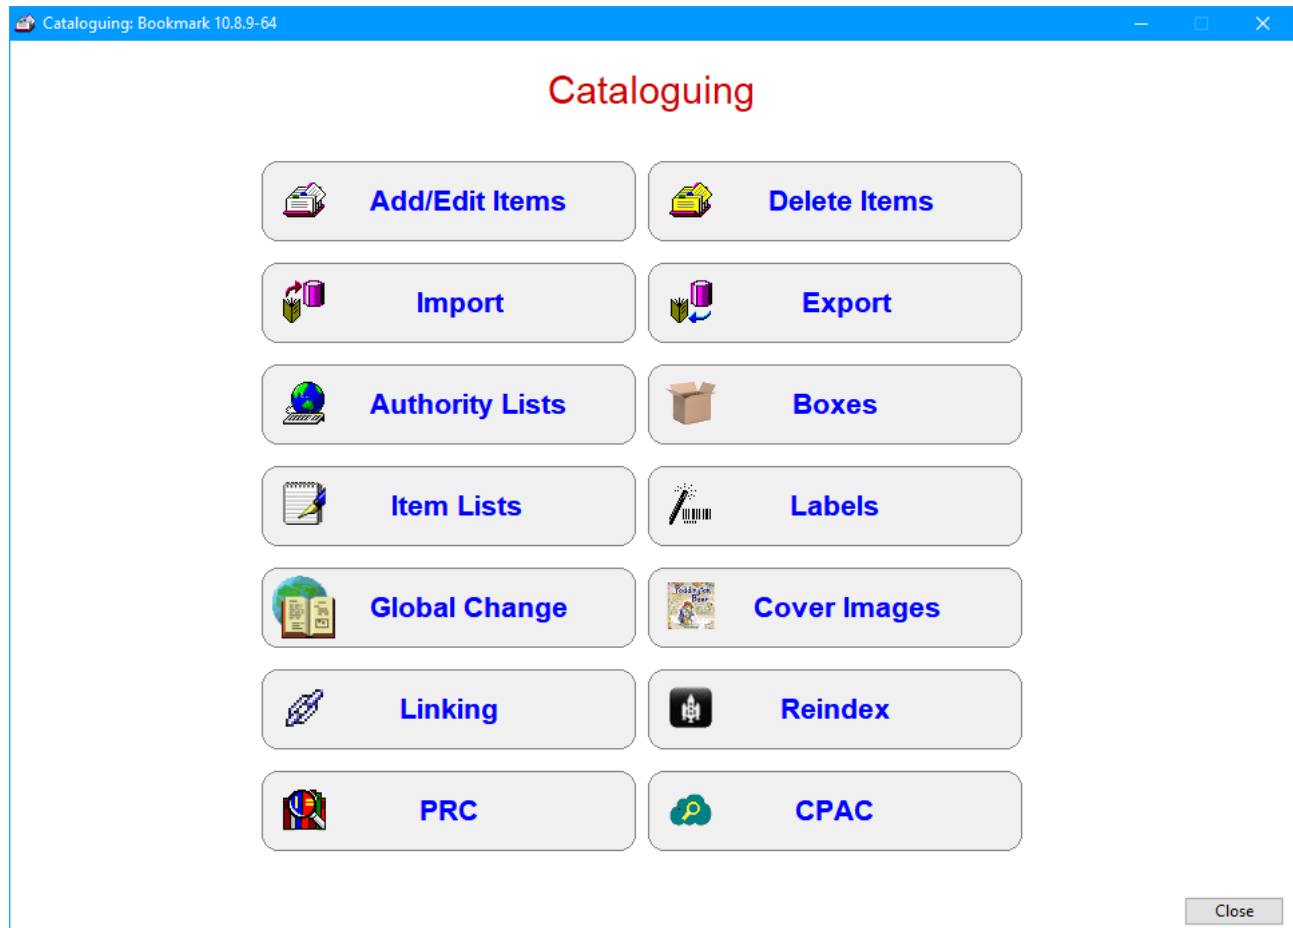 Cataloguing: Bookmark 10.8.9-64
Cataloguing
Add/Edit Items
Delete Items
Import
Export
Authority Lists
Boxes
Item Lists
Labels
Global Change
Cover Images
Linking
Reindex
PRC
CPAC
Close